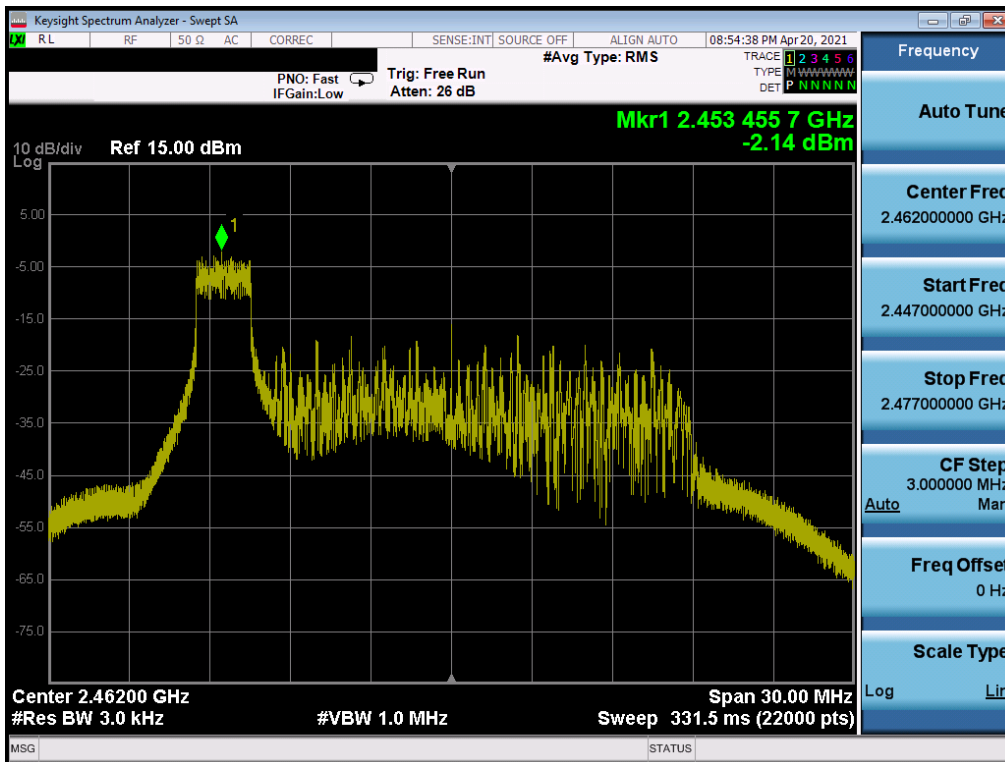 Keysight Spectrum Analyzer - Swept SA
LXI RL RF 50 Ω AC CORREC SENSE:INT SOURCE OFF ALIGN AUTO 08:54:38 PM Apr 20, 2021
#Avg Type: RMS
TRACE 1 2 3 4 5 6
PNO: Fast Trig: Free Run TYPE M WWWWW
IFGain:Low Atten: 26 dB DET P N N N N N
Frequency
Mkr1 2.453 455 7 GHz
-2.14 dBm
10 dB/div Ref 15.00 dBm
Log
1
5.00
-5.00
-15.0
-25.0
-35.0
-45.0
-55.0
-65.0
-75.0
Center 2.46200 GHz Span 30.00 MHz
#Res BW 3.0 kHz #VBW 1.0 MHz Sweep 331.5 ms (22000 pts)
MSG STATUS
Auto Tune
Center Freq
2.462000000 GHz
Start Freq
2.447000000 GHz
Stop Freq
2.477000000 GHz
CF Step
3.000000 MHz
Auto Man
Freq Offset
0 Hz
Scale Type
Log Lin